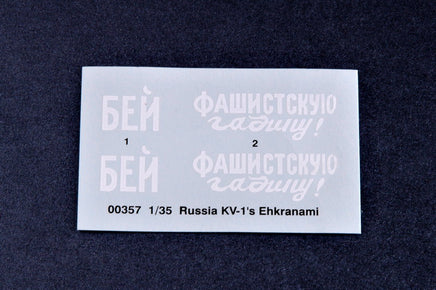 БЕЙ ФАШИСТСКУЮ
гадину!
1 2
БЕЙ ФАШИСТСКУЮ
гадину!
00357 1/35 Russia KV-1's Ehkranami